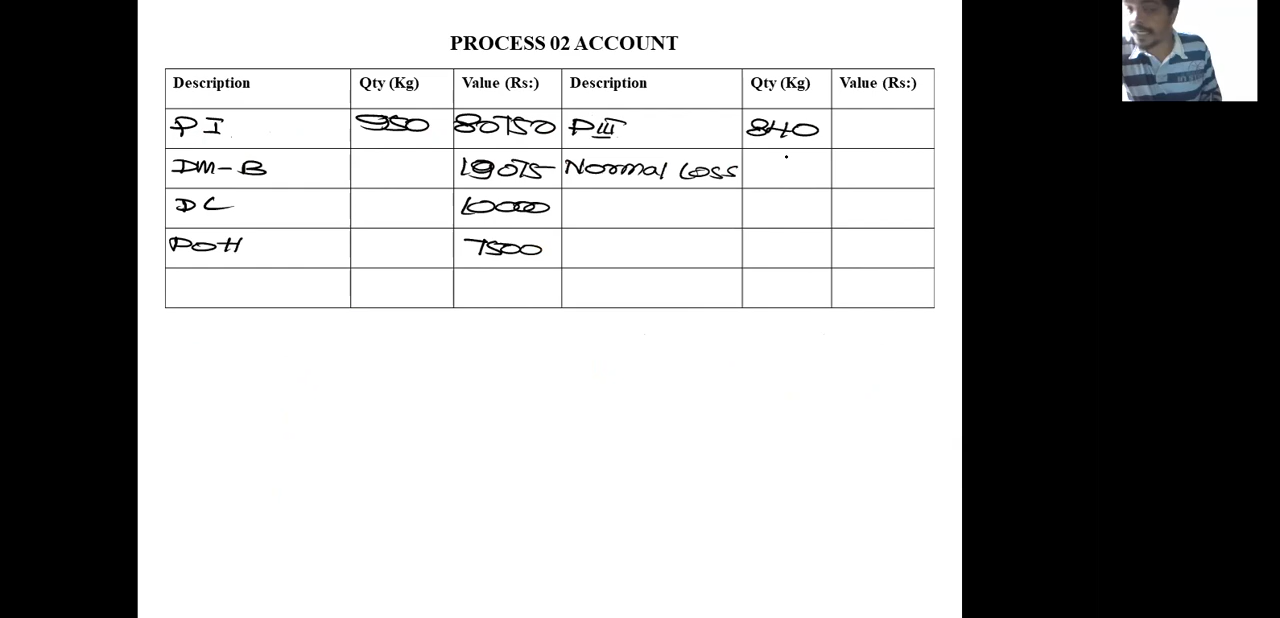 PROCESS 02 ACCOUNT
Description Qty (Kg) Value (Rs:) Description Qty (Kg) Value (Rs:)
P I 950 80750 P III 840
DM-B 19075 Normal Loss
DC 10000
POH 7500